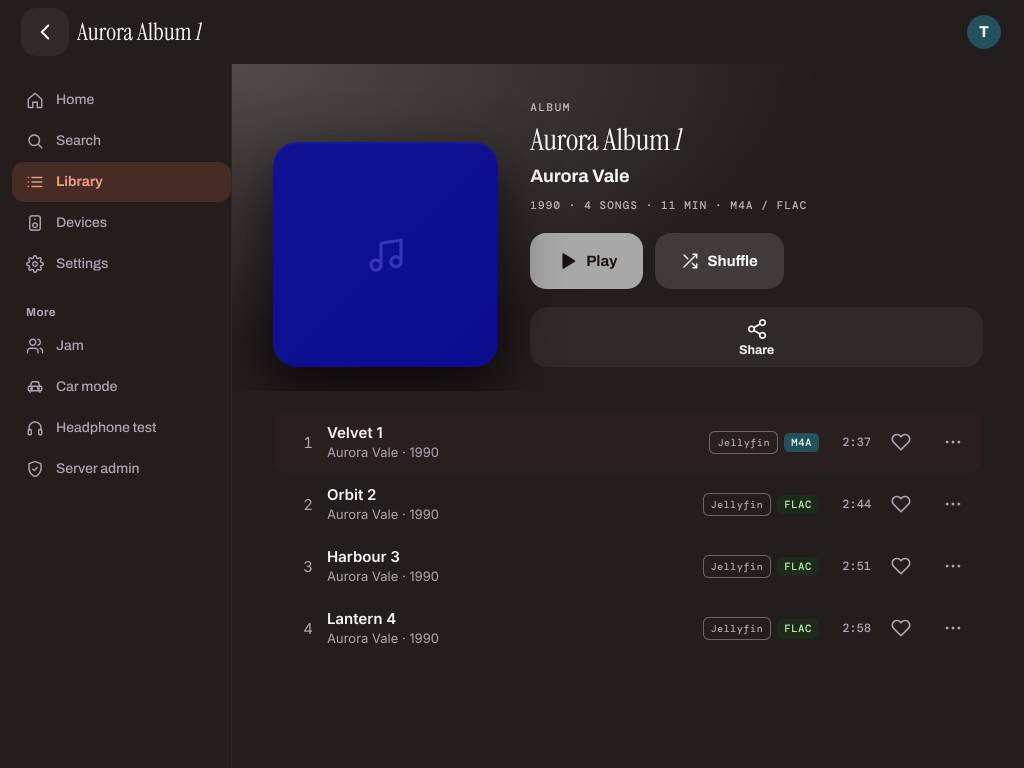 Aurora Album 1
T
Home
Search
Library
Devices
Settings
More
Jam
Car mode
Headphone test
Server admin
ALBUM
Aurora Album 1
Aurora Vale
1990 · 4 SONGS · 11 MIN · M4A / FLAC
Play
Shuffle
Share
1 Velvet 1 Jellyfin M4A 2:37
Aurora Vale · 1990
2 Orbit 2 Jellyfin FLAC 2:44
Aurora Vale · 1990
3 Harbour 3 Jellyfin FLAC 2:51
Aurora Vale · 1990
4 Lantern 4 Jellyfin FLAC 2:58
Aurora Vale · 1990